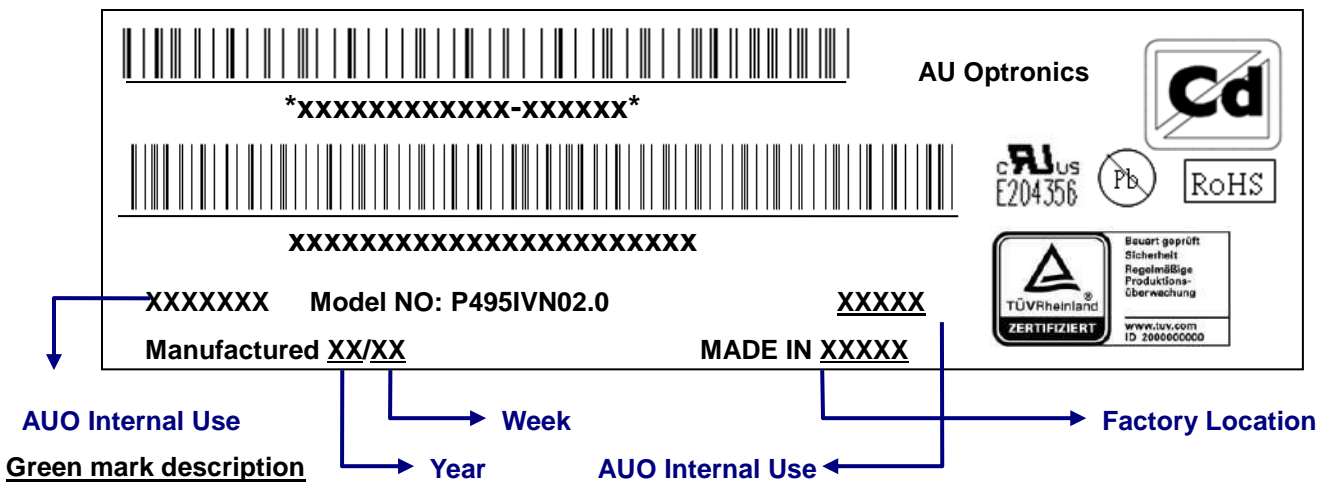 AU Optronics
Cd
*xxxxxxxxxxxx-xxxxxx*
c RU us
E204356
Pb
RoHS
xxxxxxxxxxxxxxxxxxxxxxx
Bauart geprüft
Sicherheit
Regelmäßige
Produktions-
überwachung
TÜVRheinland ®
ZERTIFIZIERT
www.tuv.com
ID 2000000000
XXXXXXX Model NO: P495IVN02.0 XXXXX
Manufactured XX/XX MADE IN XXXXX
AUO Internal Use
Week
Factory Location
Green mark description
Year
AUO Internal Use